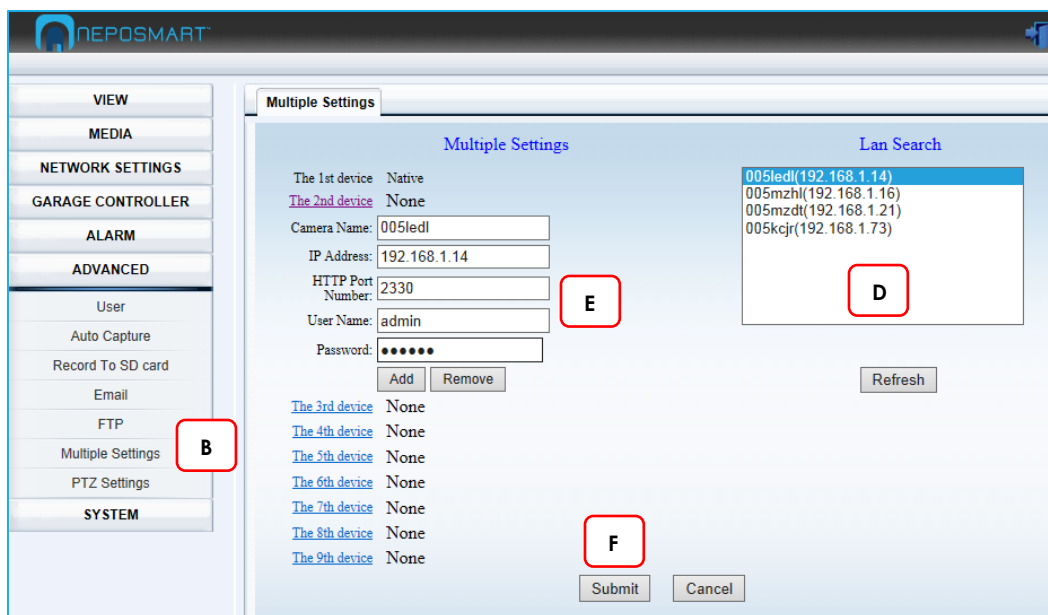 NEPOSMART™
VIEW
MEDIA
NETWORK SETTINGS
GARAGE CONTROLLER
ALARM
ADVANCED
User
Auto Capture
Record To SD card
Email
FTP
Multiple Settings
B
PTZ Settings
SYSTEM
Multiple Settings
Multiple Settings
The 1st device Native
The 2nd device None
Camera Name: 005ledl
IP Address: 192.168.1.14
HTTP Port
Number: 2330
User Name: admin
Password: ●●●●●●
Add Remove
E
The 3rd device None
The 4th device None
The 5th device None
The 6th device None
The 7th device None
The 8th device None
The 9th device None
Lan Search
005ledl(192.168.1.14)
005mzhl(192.168.1.16)
005mzdt(192.168.1.21)
005kcjr(192.168.1.73)
D
Refresh
F
Submit Cancel